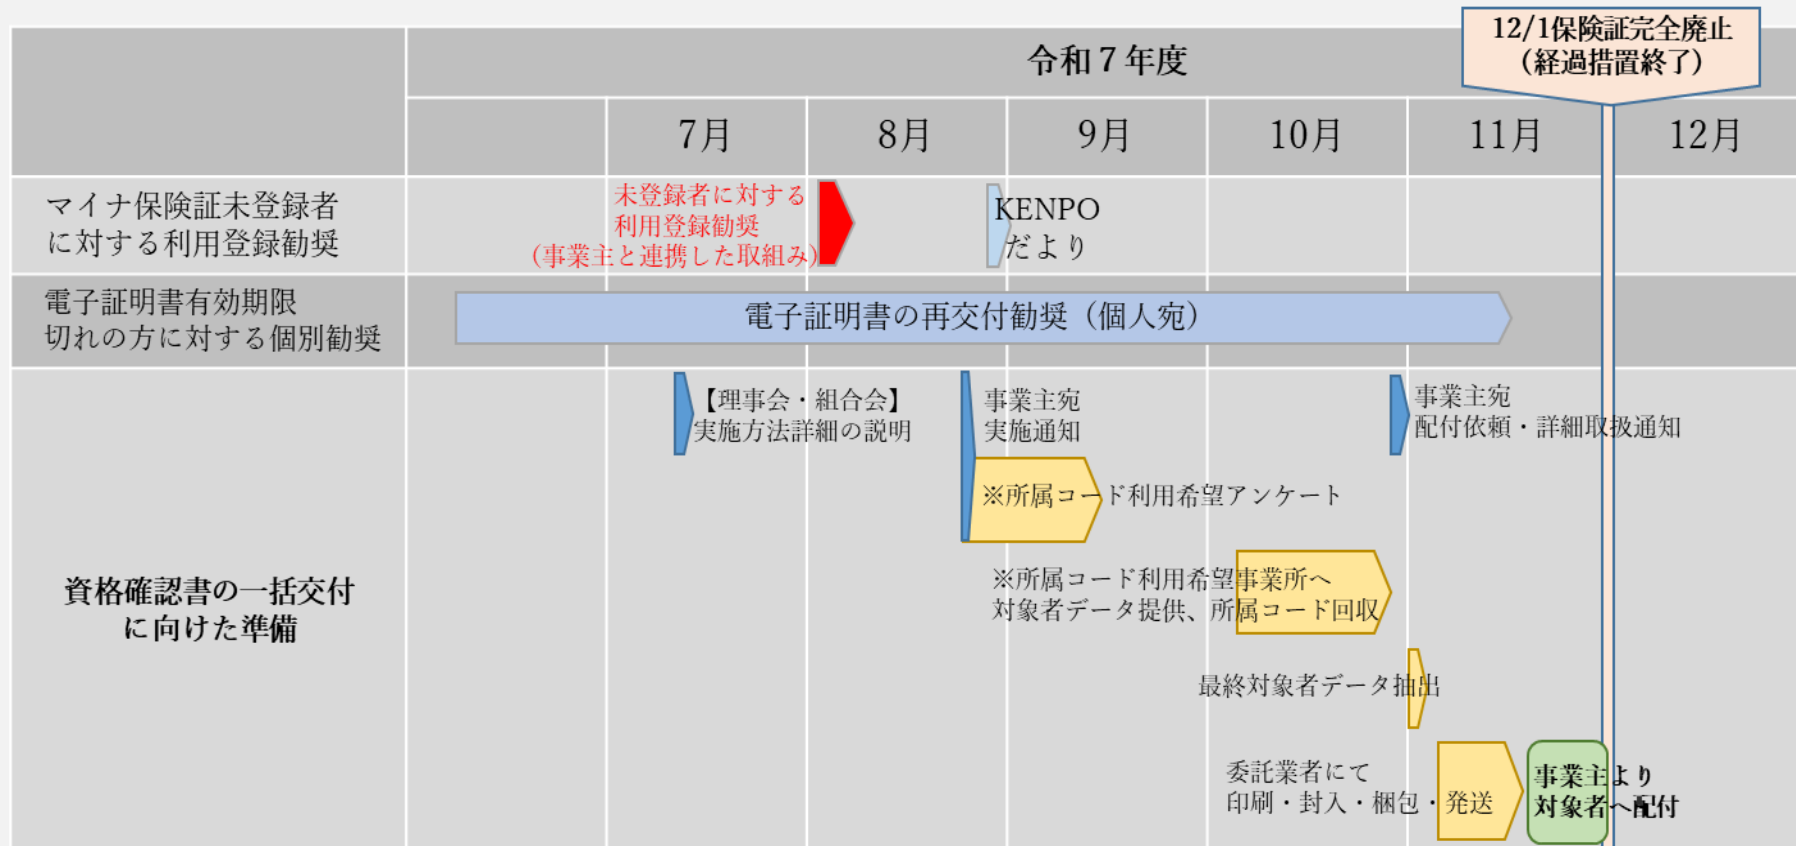 12/1保険証完全廃止
（経過措置終了）
令和７年度
7月
8月
9月
10月
11月
12月
マイナ保険証未登録者
に対する利用登録勧奨
未登録者に対する
利用登録勧奨
(事業主と連携した取組み)
KENPO
だより
電子証明書有効期限
切れの方に対する個別勧奨
電子証明書の再交付勧奨（個人宛）
資格確認書の一括交付
に向けた準備
【理事会・組合会】
実施方法詳細の説明
事業主宛
実施通知
事業主宛
配付依頼・詳細取扱通知
※所属コード利用希望アンケート
※所属コード利用希望事業所へ
対象者データ提供、所属コード回収
最終対象者データ抽出
委託業者にて
印刷・封入・梱包・発送
事業主より
対象者へ配付